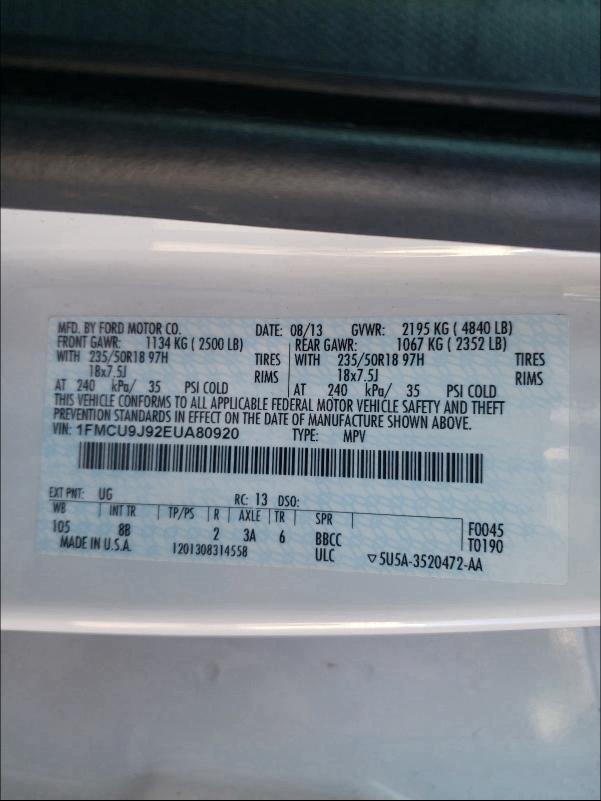 MFD. BY FORD MOTOR CO. DATE: 08/13 GVWR: 2195 KG ( 4840 LB)
FRONT GAWR: 1134 KG ( 2500 LB) REAR GAWR: 1067 KG ( 2352 LB)
WITH 235/50R18 97H TIRES WITH 235/50R18 97H TIRES
18x7.5J RIMS 18x7.5J RIMS
AT 240 kPa/ 35 PSI COLD AT 240 kPa/ 35 PSI COLD
THIS VEHICLE CONFORMS TO ALL APPLICABLE FEDERAL MOTOR VEHICLE SAFETY AND THEFT
PREVENTION STANDARDS IN EFFECT ON THE DATE OF MANUFACTURE SHOWN ABOVE.
VIN: 1FMCU9J92EUA80920 TYPE: MPV
EXT PNT: UG RC: 13 DSO:
WB INT TR TP/PS R AXLE TR SPR F0045
105 8B 2 3A 6 BBCC T0190
MADE IN U.S.A. 1201308314558 ULC ▽5U5A-3520472-AA